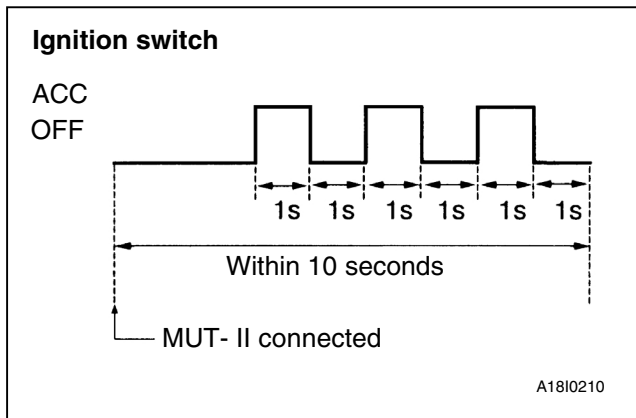 Ignition switch
ACC
OFF
1s 1s 1s 1s 1s 1s
Within 10 seconds
MUT- II connected
A18I0210